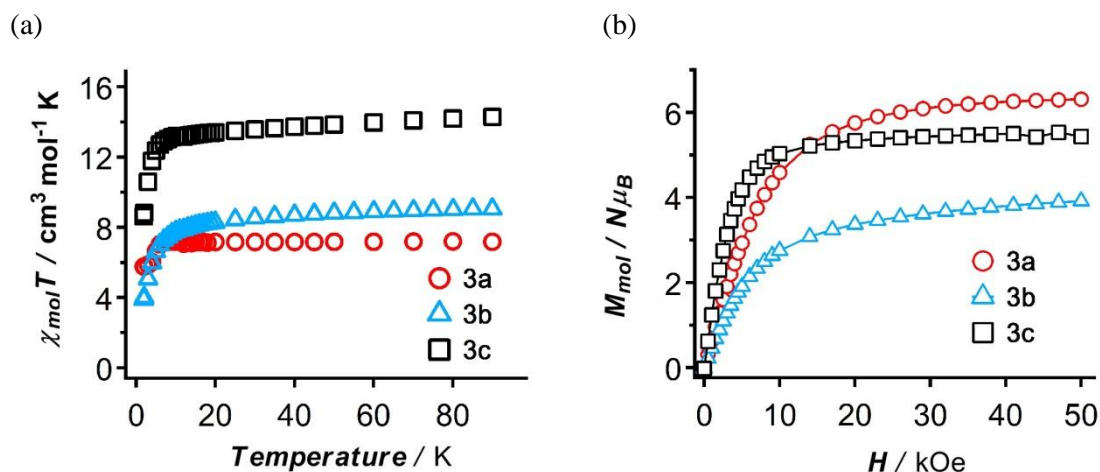 (a)
(b)
χmolT / cm³ mol⁻¹ K
16
12
8
4
0
3a
3b
3c
0 20 40 60 80
Temperature / K
Mmol / NμB
6
4
2
0
3a
3b
3c
0 10 20 30 40 50
H / kOe